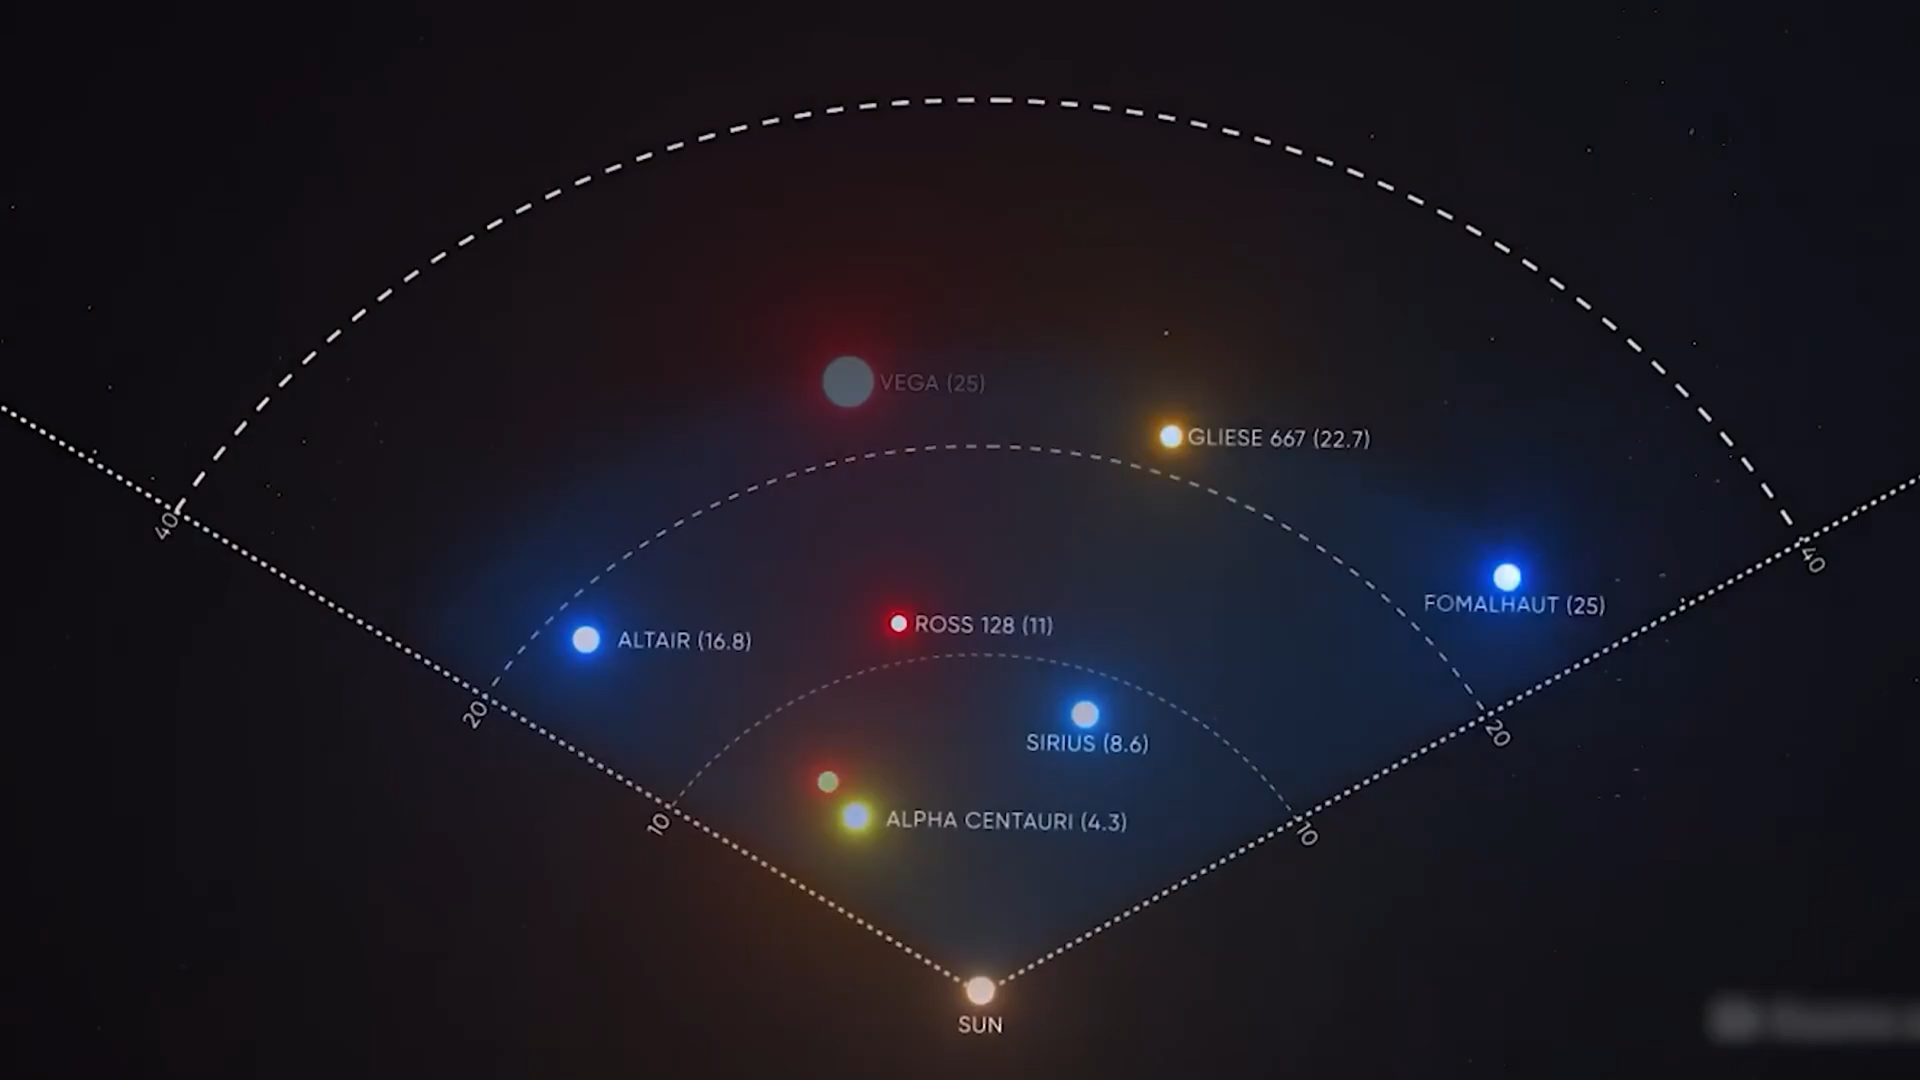 VEGA (25)
GLIESE 667 (22.7)
40
40
FOMALHAUT (25)
ALTAIR (16.8)
ROSS 128 (11)
20
20
SIRIUS (8.6)
10
10
ALPHA CENTAURI (4.3)
SUN